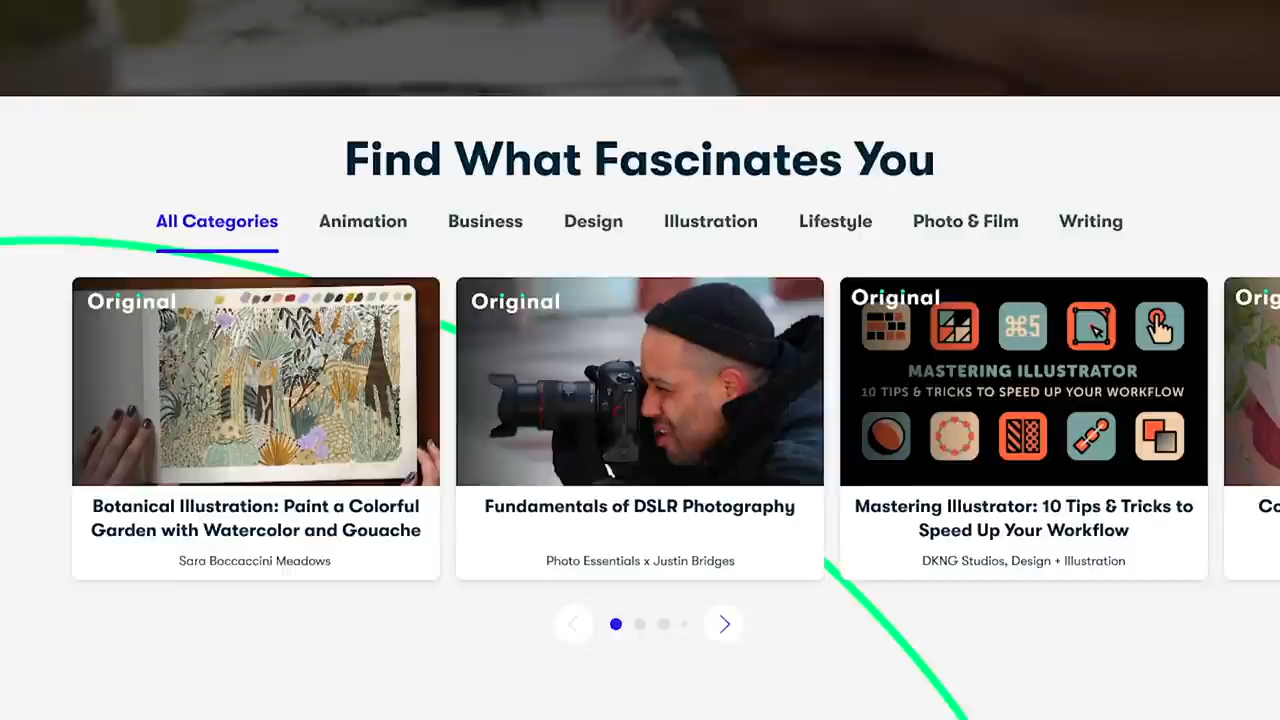 Find What Fascinates You
All Categories Animation Business Design Illustration Lifestyle Photo & Film Writing
Original
Original
Original
⌘5
MASTERING ILLUSTRATOR
10 TIPS & TRICKS TO SPEED UP YOUR WORKFLOW
Botanical Illustration: Paint a Colorful
Garden with Watercolor and Gouache
Sara Boccaccini Meadows
Fundamentals of DSLR Photography
Photo Essentials x Justin Bridges
Mastering Illustrator: 10 Tips & Tricks to
Speed Up Your Workflow
DKNG Studios, Design + Illustration